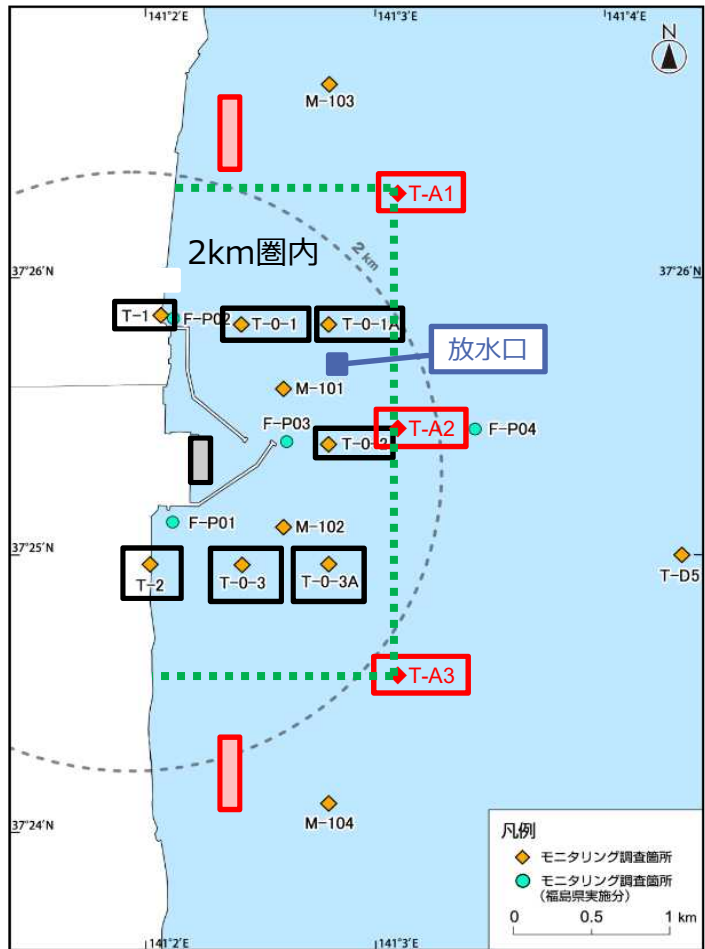 141°2′E
141°3′E
141°4′E
N
M-103
T-A1
2km圏内
2 km
37°26′N
37°26′N
T-1
F-P02
T-0-1
T-0-1A
放水口
M-101
F-P03
T-0-2
T-A2
F-P04
F-P01
M-102
37°25′N
T-2
T-0-3
T-0-3A
T-D5
T-A3
M-104
37°24′N
凡例
モニタリング調査箇所
モニタリング調査箇所
(福島県実施分)
0 0.5 1 km
141°2′E
141°3′E